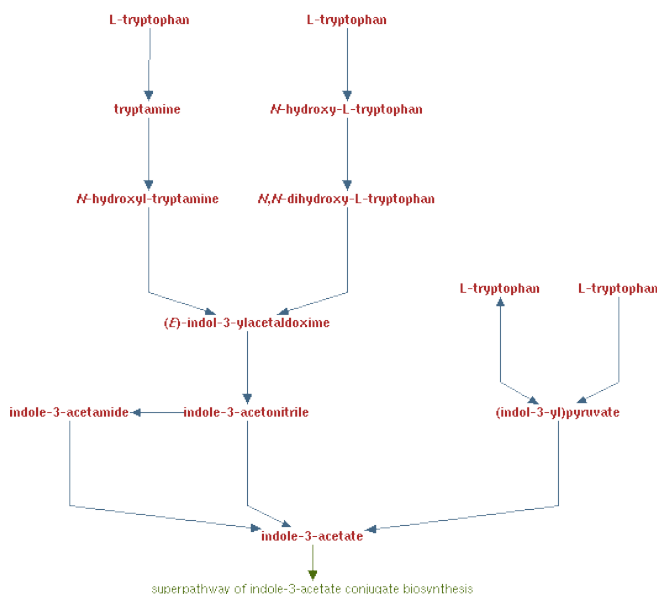 L-tryptophan L-tryptophan
tryptamine N-hydroxy-L-tryptophan
N-hydroxyl-tryptamine N,N-dihydroxy-L-tryptophan
L-tryptophan L-tryptophan
(E)-indol-3-ylacetaldoxime
indole-3-acetamide indole-3-acetonitrile (indol-3-yl)pyruvate
indole-3-acetate
superpathway of indole-3-acetate conjugate biosynthesis